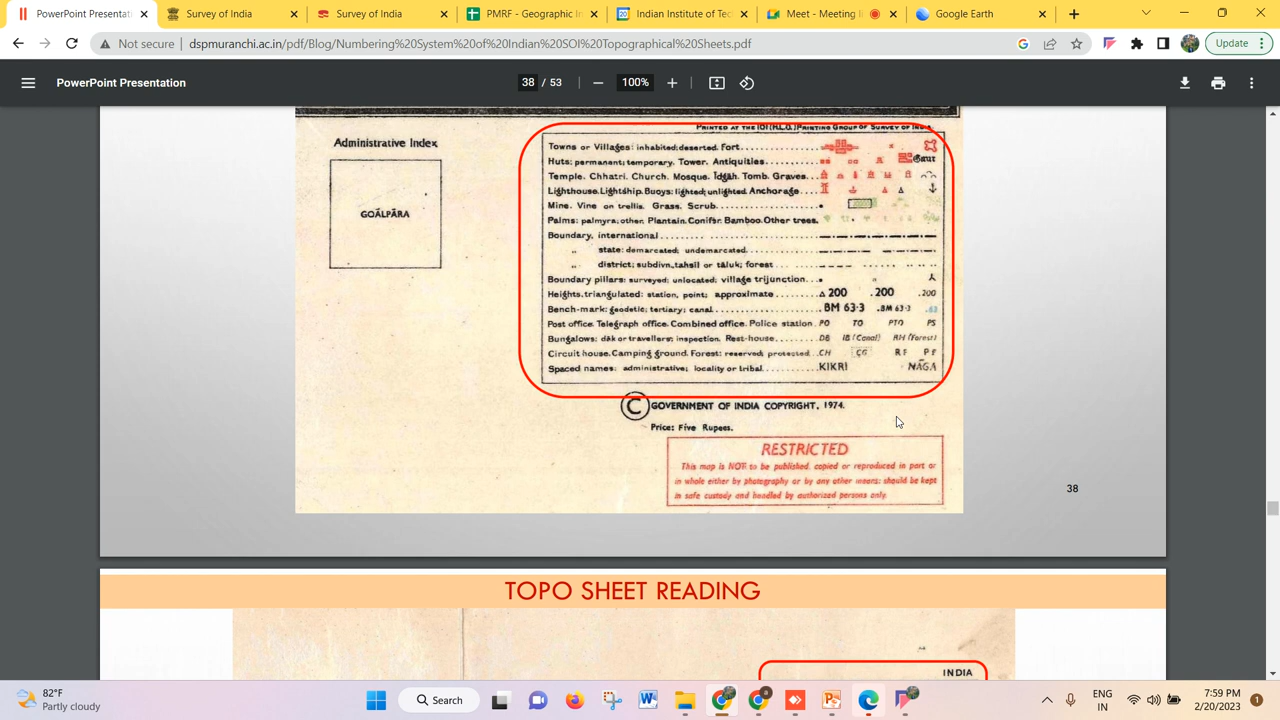 PowerPoint Presentati
Survey of India
Survey of India
PMRF - Geographic In
Indian Institute of Tec
Meet - Meeting I
Google Earth
Not secure
dspmuranchi.ac.in/pdf/Blog/Numbering%20System%20of%20Indian%20SOI%20Topographical%20Sheets.pdf
Update
PowerPoint Presentation
38 / 53
100%
PRINTED AT THE 101 (H.L.O.) PRINTING GROUP OF SURVEY OF INDIA.
Administrative Index
GOĀLPĀRA
Towns or Villages: inhabited; deserted. Fort
Huts: permanent; temporary. Tower. Antiquities Gaur
Temple. Chhatri. Church. Mosque. Īdgāh. Tomb. Graves
Lighthouse. Lightship. Buoys: lighted; unlighted. Anchorage
Mine. Vine on trellis. Grass. Scrub
Palms: palmyra; other. Plantain. Conifer. Bamboo. Other trees.
Boundary, international
„ state: demarcated; undemarcated
„ district; subdivn, tahsil or tāluk; forest
Boundary pillars: surveyed; unlocated; village trijunction
Heights, triangulated: station, point; approximate 200 .200 .200
Bench-mark: geodetic; tertiary; canal BM 63·3 .BM 63·3 .63
Post office. Telegraph office. Combined office. Police station PO TO PTO PS
Bungalows: dāk or travellers; inspection. Rest-house DB IB (Canal) RH (Forest)
Circuit house. Camping ground. Forest: reserved; protected CH CG RF PF
Spaced names: administrative; locality or tribal KIKRI NĀGA
© GOVERNMENT OF INDIA COPYRIGHT, 1974.
Price: Five Rupees.
RESTRICTED
This map is NOT to be published, copied or reproduced in part or
in whole either by photography or by any other means; should be kept
in safe custody and handled by authorized persons only.
38
TOPO SHEET READING
INDIA
82°F
Partly cloudy
Search
ENG
IN
7:59 PM
2/20/2023